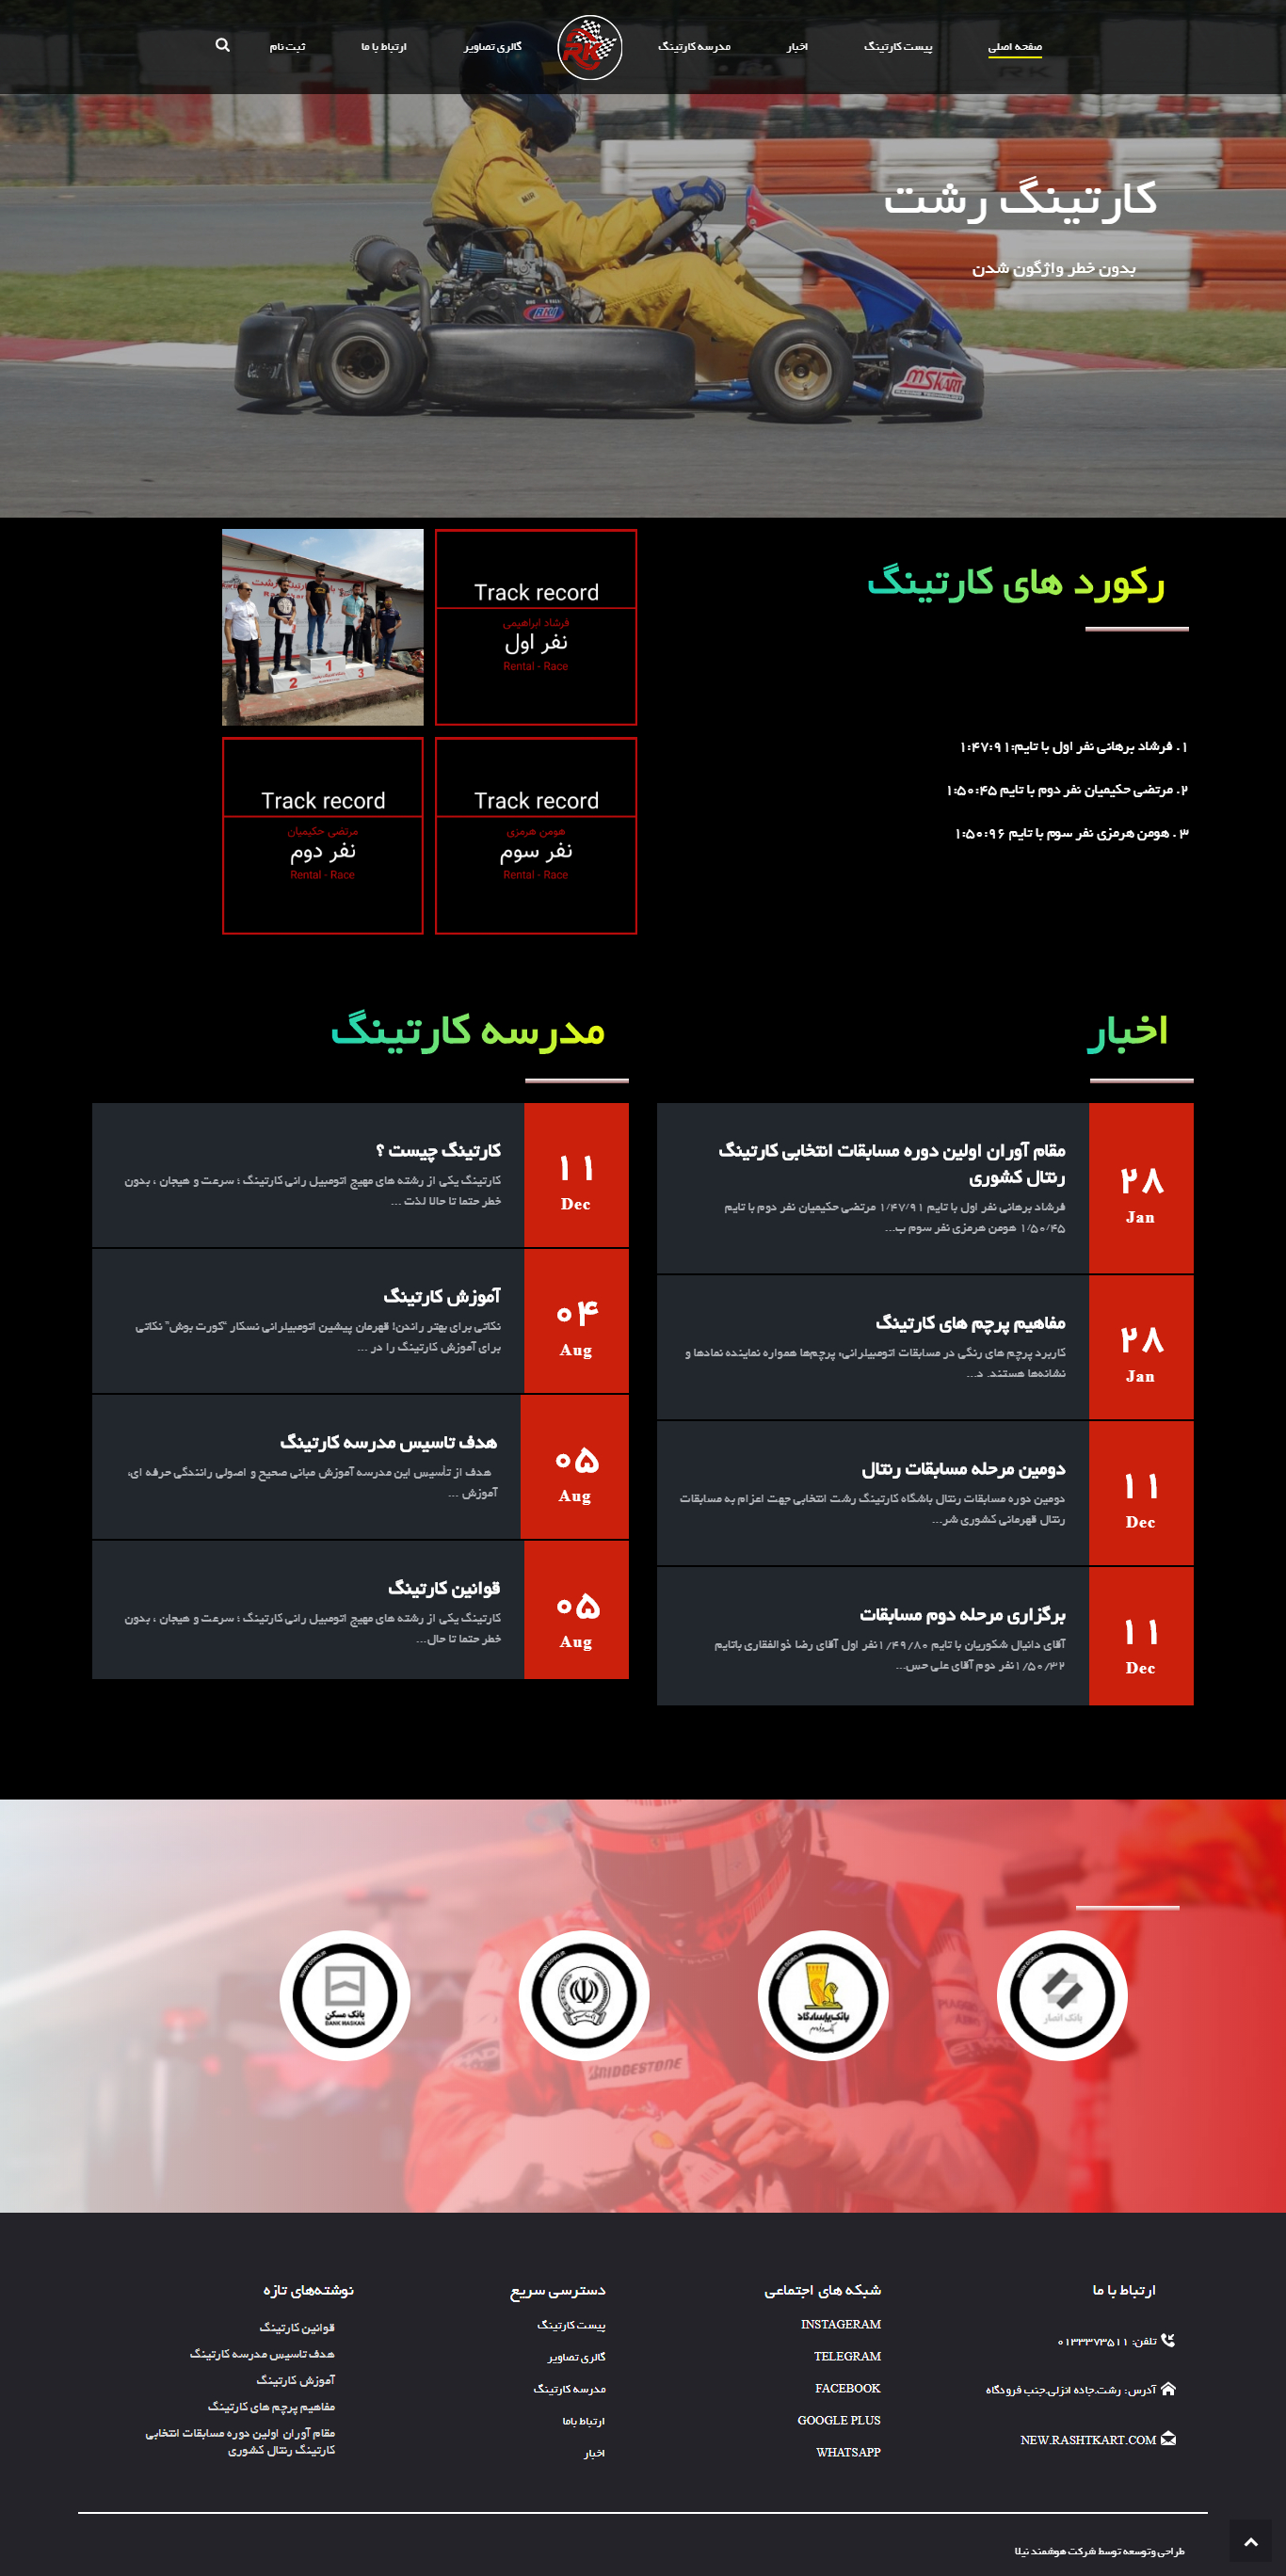 صفحه اصلی
پیست کارتینگ
اخبار
مدرسه کارتینگ
RK
گالری تصاویر
ارتباط با ما
ثبت نام
کارتینگ رشت
بدون خطر واژگون شدن
MIR
MSKART
رکورد های کارتینگ
۱. فرشاد برهانی نفر اول با تایم:۱:۴۷:۹۱
۲. مرتضی حکیمیان نفر دوم با تایم ۱:۵۰:۴۵
۳ . هومن هرمزی نفر سوم با تایم ۱:۵۰:۹۶
Track record
فرشاد ابراهیمی
نفر اول
Rental - Race
1
2
3
Track record
هومن هرمزی
نفر سوم
Rental - Race
Track record
مرتضی حکیمیان
نفر دوم
Rental - Race
اخبار
۲۸
Jan
مقام آوران اولین دوره مسابقات انتخابی کارتینگ
رنتال کشوری
فرشاد برهانی نفر اول با تایم ۱/۴۷/۹۱ مرتضی حکیمیان نفر دوم با تایم
۱/۵۰/۴۵ هومن هرمزی نفر سوم ب...
۲۸
Jan
مفاهیم پرچم های کارتینگ
کاربرد پرچم های رنگی در مسابقات اتومبیلرانی، پرچم‌ها همواره نماینده نمادها و
نشانه‌ها هستند. د...
۱۱
Dec
دومین مرحله مسابقات رنتال
دومین دوره مسابقات رنتال باشگاه کارتینگ رشت انتخابی جهت اعزام به مسابقات
رنتال قهرمانی کشوری شر...
۱۱
Dec
برگزاری مرحله دوم مسابقات
آقای دانیال شکوریان با تایم ۱/۴۹/۸۰نفر اول آقای رضا ذوالفقاری باتایم
۱/۵۰/۳۲نفر دوم آقای علی حس...
مدرسه کارتینگ
۱۱
Dec
کارتینگ چیست ؟
کارتینگ یکی از رشته های مهیج اتومبیل رانی کارتینگ ؛ سرعت و هیجان ، بدون
خطر حتما تا حالا لذت ...
۰۴
Aug
آموزش کارتینگ
نکاتی برای بهتر راندن! قهرمان پیشین اتومبیلرانی نسکار "کورت بوش" نکاتی
برای آموزش کارتینگ را در ...
۰۵
Aug
هدف تاسیس مدرسه کارتینگ
هدف از تأسیس این مدرسه آموزش مبانی صحیح و اصولی رانندگی حرفه ای،
آموزش ...
۰۵
Aug
قوانین کارتینگ
کارتینگ یکی از رشته های مهیج اتومبیل رانی کارتینگ ؛ سرعت و هیجان ، بدون
خطر حتما تا حال...
بانک انصار
بانک پاسارگاد
بانک مسکن
BANK MASKAN
BRIDGESTONE
ارتباط با ما
تلفن: ۰۱۳۳۳۷۳۵۱۱
آدرس: رشت.جاده انزلی.جنب فرودگاه
NEW.RASHTKART.COM
شبکه های اجتماعی
INSTAGERAM
TELEGRAM
FACEBOOK
GOOGLE PLUS
WHATSAPP
دسترسی سریع
پیست کارتینگ
گالری تصاویر
مدرسه کارتینگ
ارتباط باما
اخبار
نوشته‌های تازه
قوانین کارتینگ
هدف تاسیس مدرسه کارتینگ
آموزش کارتینگ
مفاهیم پرچم های کارتینگ
مقام آوران اولین دوره مسابقات انتخابی
کارتینگ رنتال کشوری
طراحی وتوسعه توسط شرکت هوشمند نیلا